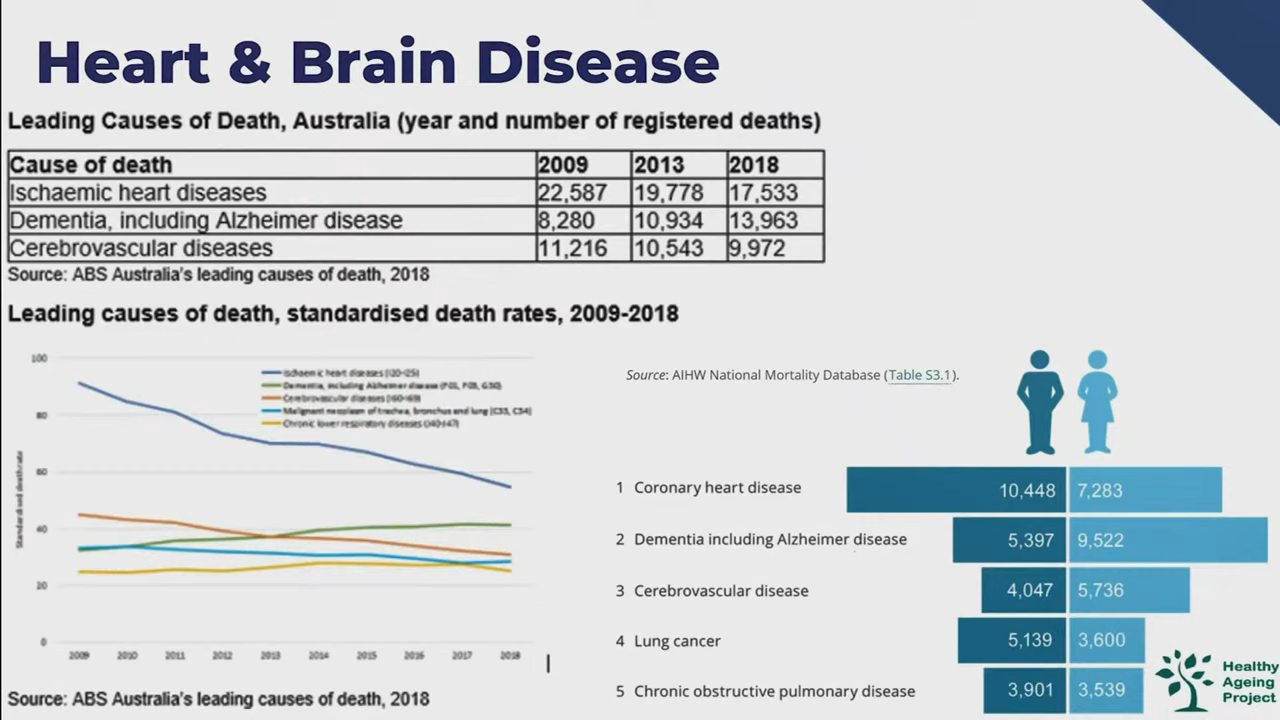 Heart & Brain Disease
Leading Causes of Death, Australia (year and number of registered deaths)
Cause of death 2009 2013 2018
Ischaemic heart diseases 22,587 19,778 17,533
Dementia, including Alzheimer disease 8,280 10,934 13,963
Cerebrovascular diseases 11,216 10,543 9,972
Source: ABS Australia's leading causes of death, 2018
Leading causes of death, standardised death rates, 2009-2018
100
80
60
40
20
0
Standardised death rate
Ischaemic heart diseases (I20-I25)
Dementia, including Alzheimer disease (F01, F03, G30)
Cerebrovascular diseases (I60-I69)
Malignant neoplasm of trachea, bronchus and lung (C33, C34)
Chronic lower respiratory diseases (J40-J47)
2009 2010 2011 2012 2013 2014 2015 2016 2017 2018
Source: ABS Australia's leading causes of death, 2018
Source: AIHW National Mortality Database (Table S3.1).
1 Coronary heart disease 10,448 7,283
2 Dementia including Alzheimer disease 5,397 9,522
3 Cerebrovascular disease 4,047 5,736
4 Lung cancer 5,139 3,600
5 Chronic obstructive pulmonary disease 3,901 3,539
Healthy
Ageing
Project